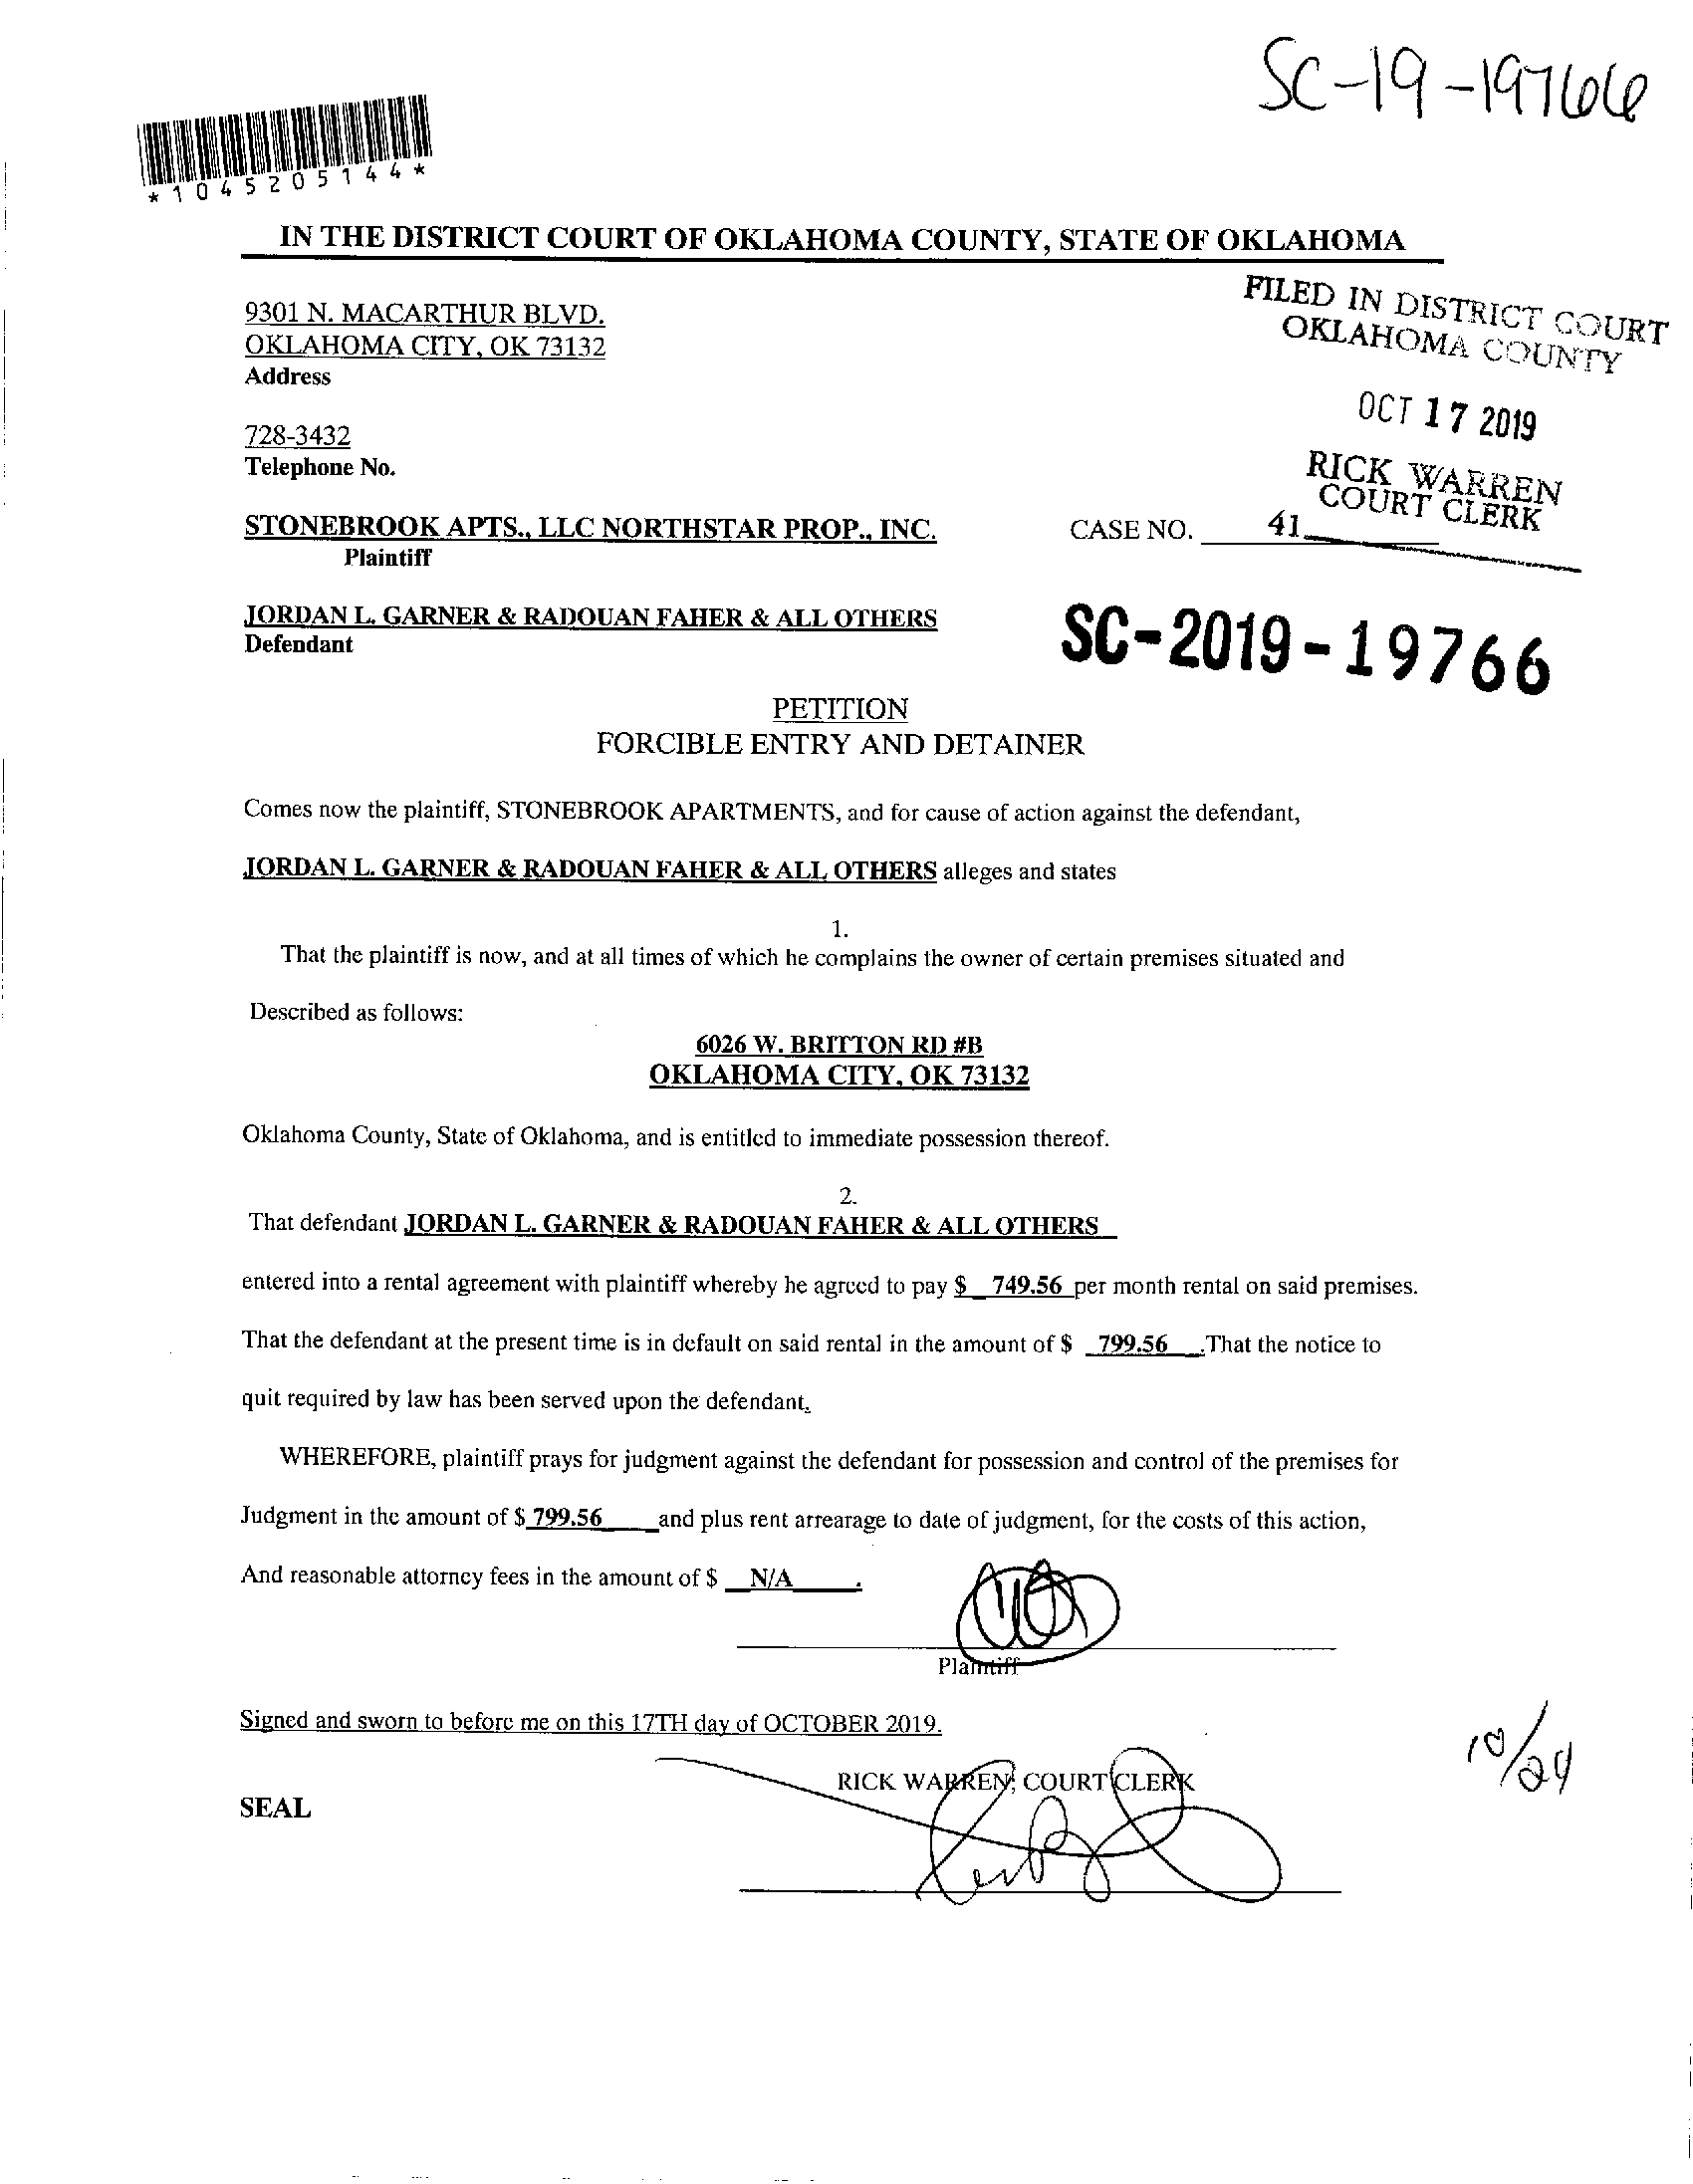 SC-19-19766
*1045205144*
IN THE DISTRICT COURT OF OKLAHOMA COUNTY, STATE OF OKLAHOMA
FILED IN DISTRICT COURT
OKLAHOMA COUNTY
9301 N. MACARTHUR BLVD.
OKLAHOMA CITY, OK 73132
Address
OCT 17 2019
728-3432
Telephone No.
RICK WARREN
COURT CLERK
STONEBROOK APTS., LLC NORTHSTAR PROP., INC.
CASE NO. 41
Plaintiff
JORDAN L. GARNER & RADOUAN FAHER & ALL OTHERS
Defendant
SC-2019-19766
PETITION
FORCIBLE ENTRY AND DETAINER
Comes now the plaintiff, STONEBROOK APARTMENTS, and for cause of action against the defendant,
JORDAN L. GARNER & RADOUAN FAHER & ALL OTHERS alleges and states
1.
That the plaintiff is now, and at all times of which he complains the owner of certain premises situated and
Described as follows:
6026 W. BRITTON RD #B
OKLAHOMA CITY, OK 73132
Oklahoma County, State of Oklahoma, and is entitled to immediate possession thereof.
2.
That defendant JORDAN L. GARNER & RADOUAN FAHER & ALL OTHERS
entered into a rental agreement with plaintiff whereby he agreed to pay $ 749.56 per month rental on said premises.
That the defendant at the present time is in default on said rental in the amount of $ 799.56 .That the notice to
quit required by law has been served upon the defendant.
WHEREFORE, plaintiff prays for judgment against the defendant for possession and control of the premises for
Judgment in the amount of $ 799.56 and plus rent arrearage to date of judgment, for the costs of this action,
And reasonable attorney fees in the amount of $ N/A .
Plaintiff
Signed and sworn to before me on this 17TH day of OCTOBER 2019.
10/24
RICK WARREN, COURT CLERK
SEAL